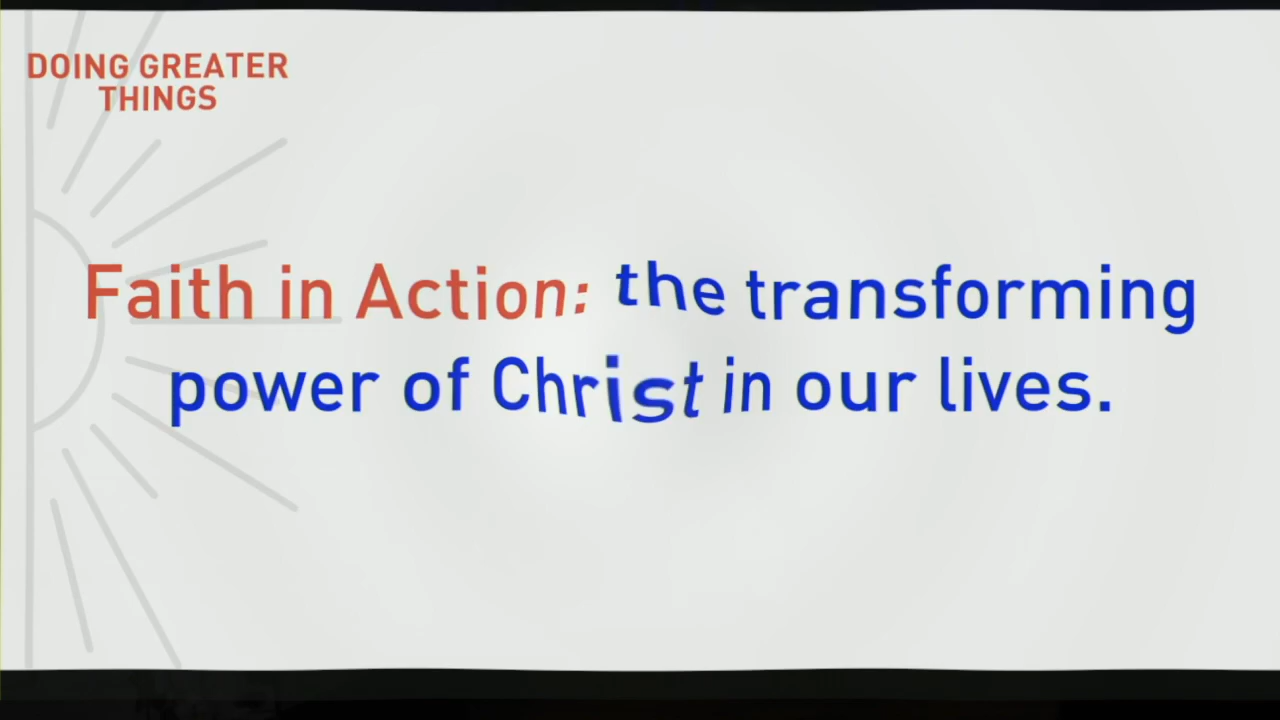 DOING GREATER
THINGS
Faith in Action: the transforming
power of Christ in our lives.